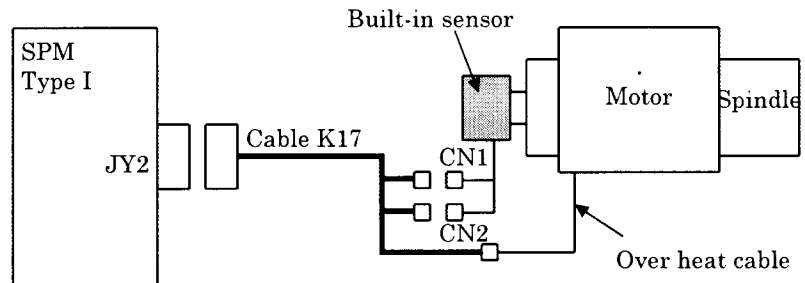 Built-in sensor
SPM
Type I
Motor
Spindle
Cable K17
CN1
JY2
CN2
Over heat cable